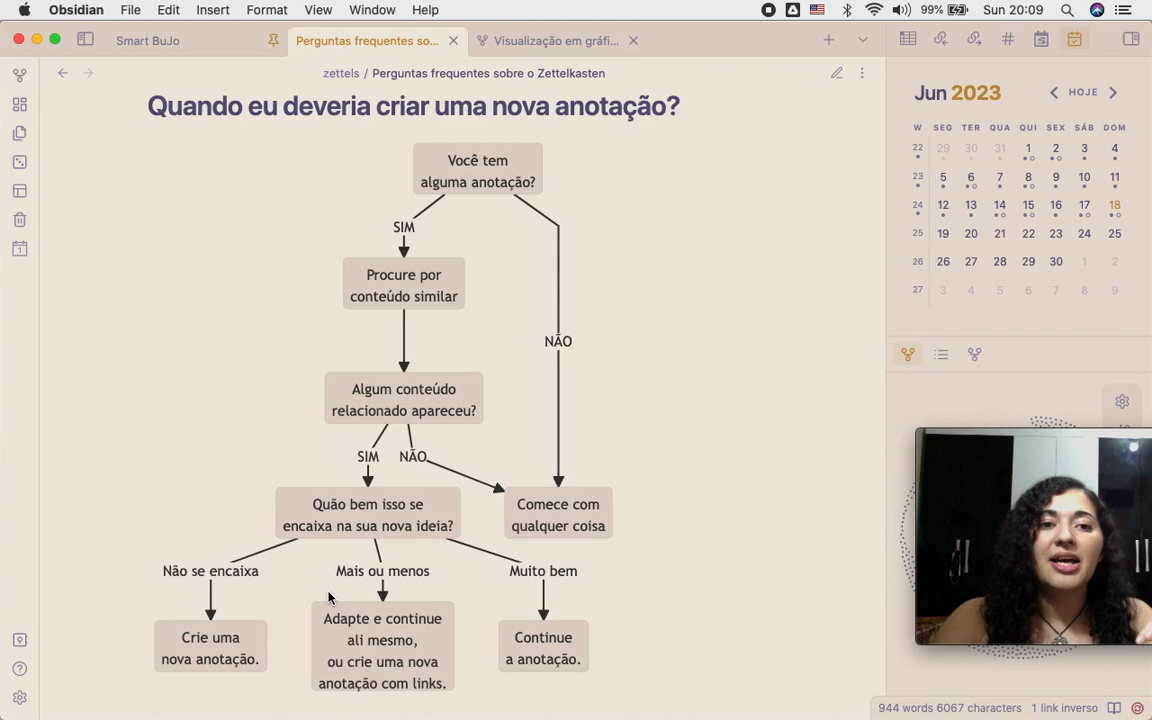 Obsidian File Edit Insert Format View Window Help 99% Sun 20:09
Smart BuJo
Perguntas frequentes so...
Visualização em gráfi...
zettels / Perguntas frequentes sobre o Zettelkasten
Quando eu deveria criar uma nova anotação?
Você tem
alguma anotação?
SIM
NÃO
Procure por
conteúdo similar
Algum conteúdo
relacionado apareceu?
SIM
NÃO
Quão bem isso se
encaixa na sua nova ideia?
Comece com
qualquer coisa
Não se encaixa
Mais ou menos
Muito bem
Crie uma
nova anotação.
Adapte e continue
ali mesmo,
ou crie uma nova
anotação com links.
Continue
a anotação.
Jun 2023
HOJE
W SEG TER QUA QUI SEX SÁB DOM
22 29 30 31 1 2 3 4
23 5 6 7 8 9 10 11
24 12 13 14 15 16 17 18
25 19 20 21 22 23 24 25
26 26 27 28 29 30 1 2
27 3 4 5 6 7 8 9
944 words 6067 characters 1 link inverso